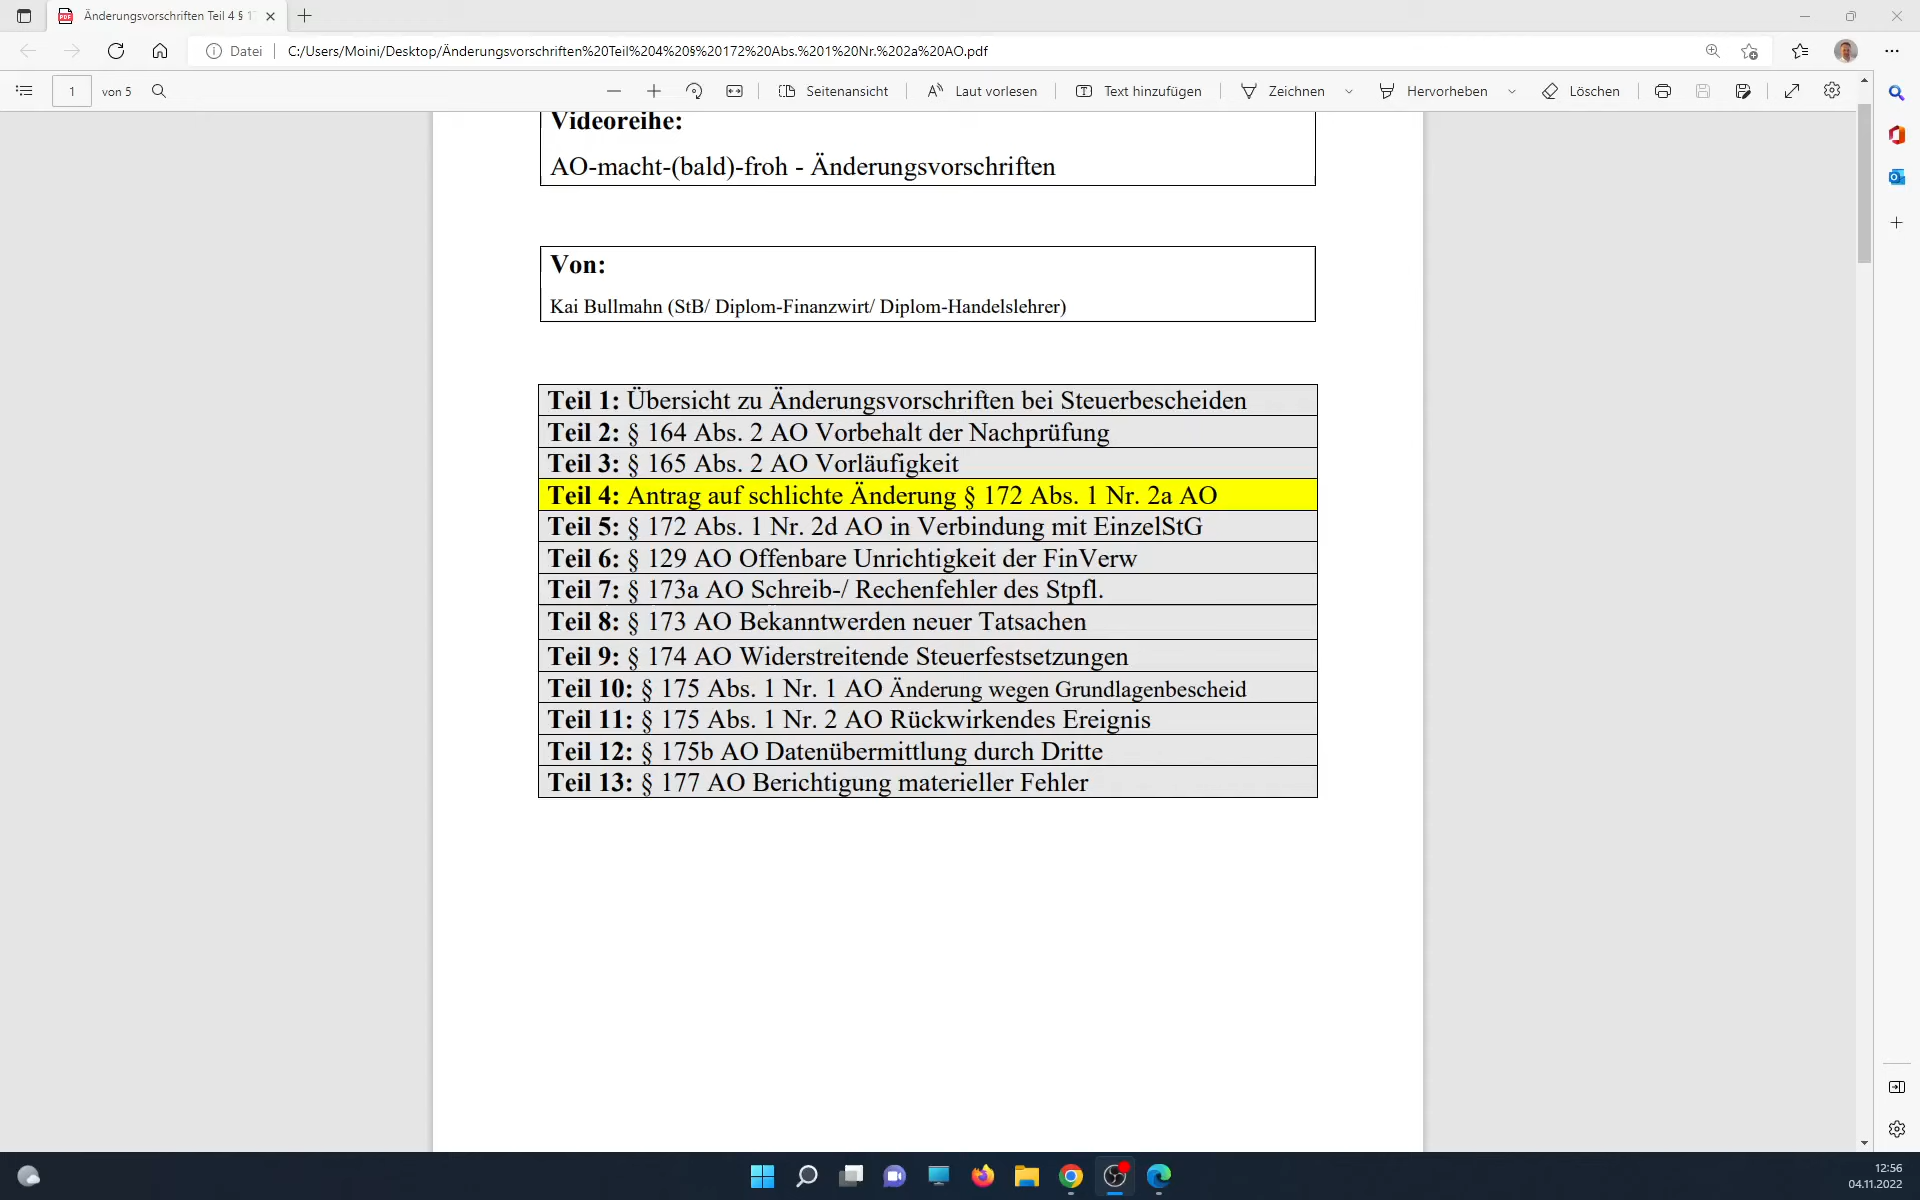 Änderungsvorschriften Teil 4 §
Datei
C:/Users/Moini/Desktop/Änderungsvorschriften%20Teil%204%20§%20172%20Abs.%201%20Nr.%202a%20AO.pdf
1 von 5
Seitenansicht
Laut vorlesen
Text hinzufügen
Zeichnen
Hervorheben
Löschen
Videoreihe:
AO-macht-(bald)-froh - Änderungsvorschriften
Von:
Kai Bullmahn (StB/ Diplom-Finanzwirt/ Diplom-Handelslehrer)
Teil 1: Übersicht zu Änderungsvorschriften bei Steuerbescheiden
Teil 2: § 164 Abs. 2 AO Vorbehalt der Nachprüfung
Teil 3: § 165 Abs. 2 AO Vorläufigkeit
Teil 4: Antrag auf schlichte Änderung § 172 Abs. 1 Nr. 2a AO
Teil 5: § 172 Abs. 1 Nr. 2d AO in Verbindung mit EinzelStG
Teil 6: § 129 AO Offenbare Unrichtigkeit der FinVerw
Teil 7: § 173a AO Schreib-/ Rechenfehler des Stpfl.
Teil 8: § 173 AO Bekanntwerden neuer Tatsachen
Teil 9: § 174 AO Widerstreitende Steuerfestsetzungen
Teil 10: § 175 Abs. 1 Nr. 1 AO Änderung wegen Grundlagenbescheid
Teil 11: § 175 Abs. 1 Nr. 2 AO Rückwirkendes Ereignis
Teil 12: § 175b AO Datenübermittlung durch Dritte
Teil 13: § 177 AO Berichtigung materieller Fehler
12:56
04.11.2022